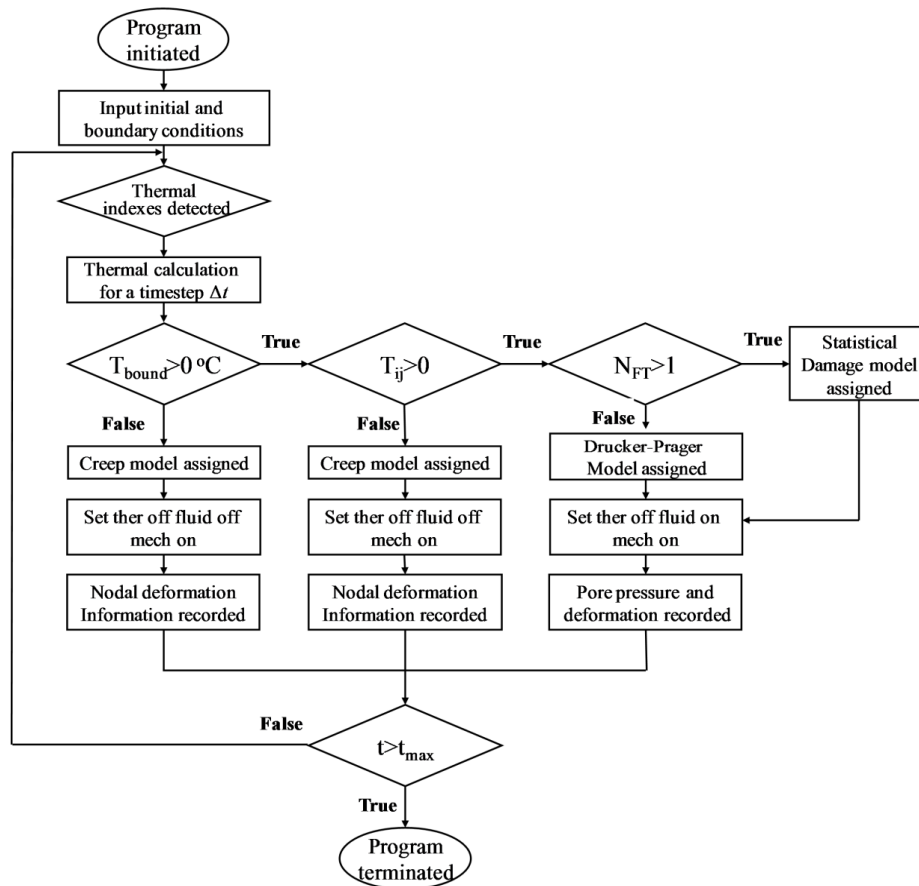 Program
initiated
Input initial and
boundary conditions
Thermal
indexes detected
Thermal calculation
for a timestep Δt
T_bound>0 °C
True
T_ij>0
True
N_FT>1
True
Statistical
Damage model
assigned
False
False
False
Creep model assigned
Creep model assigned
Drucker-Prager
Model assigned
Set ther off fluid off
mech on
Set ther off fluid off
mech on
Set ther off fluid on
mech on
Nodal deformation
Information recorded
Nodal deformation
Information recorded
Pore pressure and
deformation recorded
False
t>t_max
True
Program
terminated